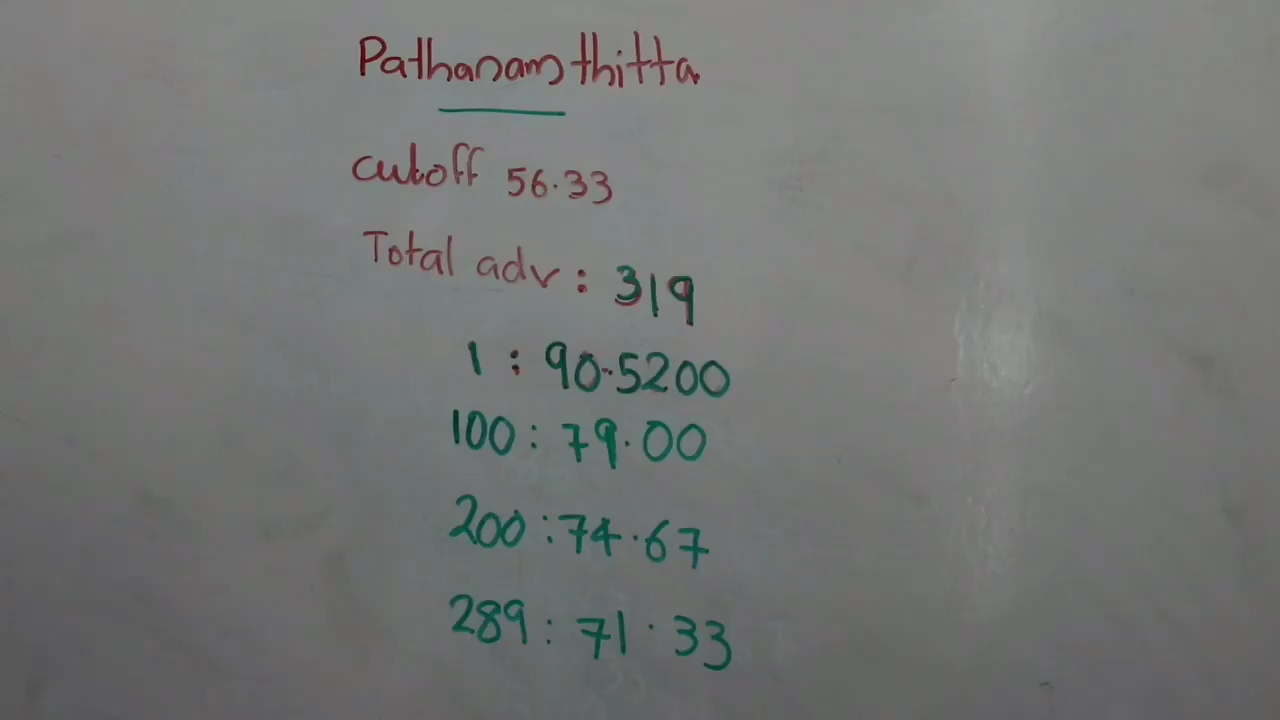 Pathanamthitta
cutoff 56.33
Total adv: 319
1 : 90.5200
100 : 79.00
200 : 74.67
289 : 71.33